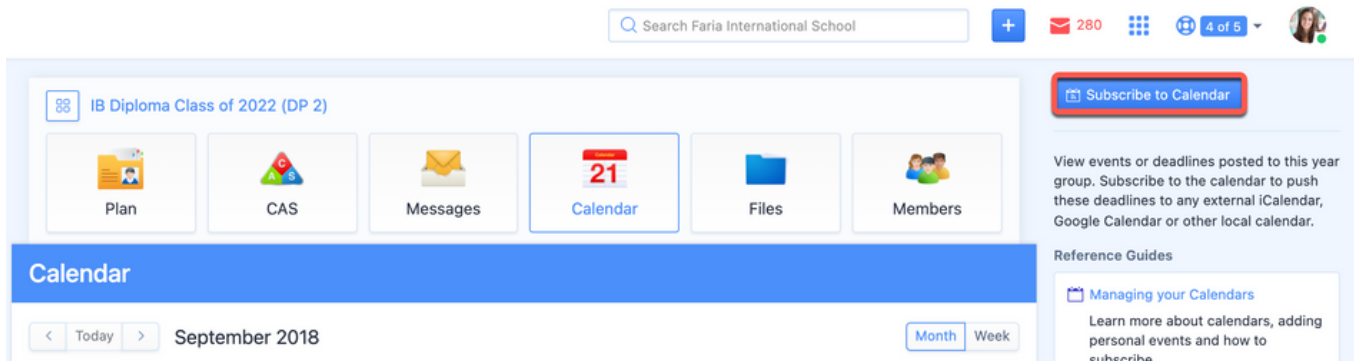 Search Faria International School
280
4 of 5
IB Diploma Class of 2022 (DP 2)
Subscribe to Calendar
Plan
C
A
S
CAS
Messages
Calendar
21
Calendar
Files
Members
View events or deadlines posted to this year
group. Subscribe to the calendar to push
these deadlines to any external iCalendar,
Google Calendar or other local calendar.
Reference Guides
Managing your Calendars
Learn more about calendars, adding
personal events and how to
subscribe
Calendar
Today
September 2018
Month
Week